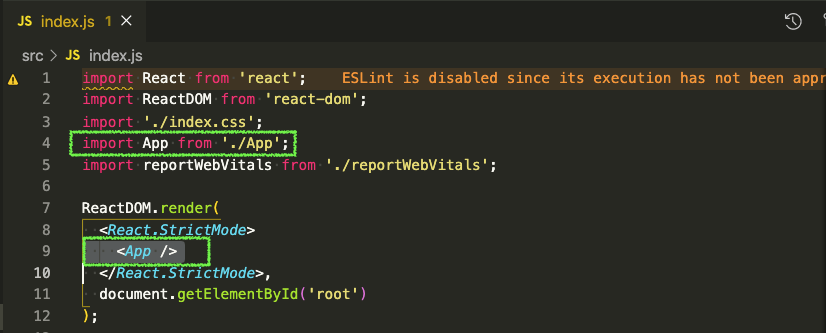 JS index.js 1 ×
src > JS index.js
1 import React from 'react'; ESLint is disabled since its execution has not been appr
2 import ReactDOM from 'react-dom';
3 import './index.css';
4 import App from './App';
5 import reportWebVitals from './reportWebVitals';
6
7 ReactDOM.render(
8 <React.StrictMode>
9 <App />
10 </React.StrictMode>,
11 document.getElementById('root')
12 );